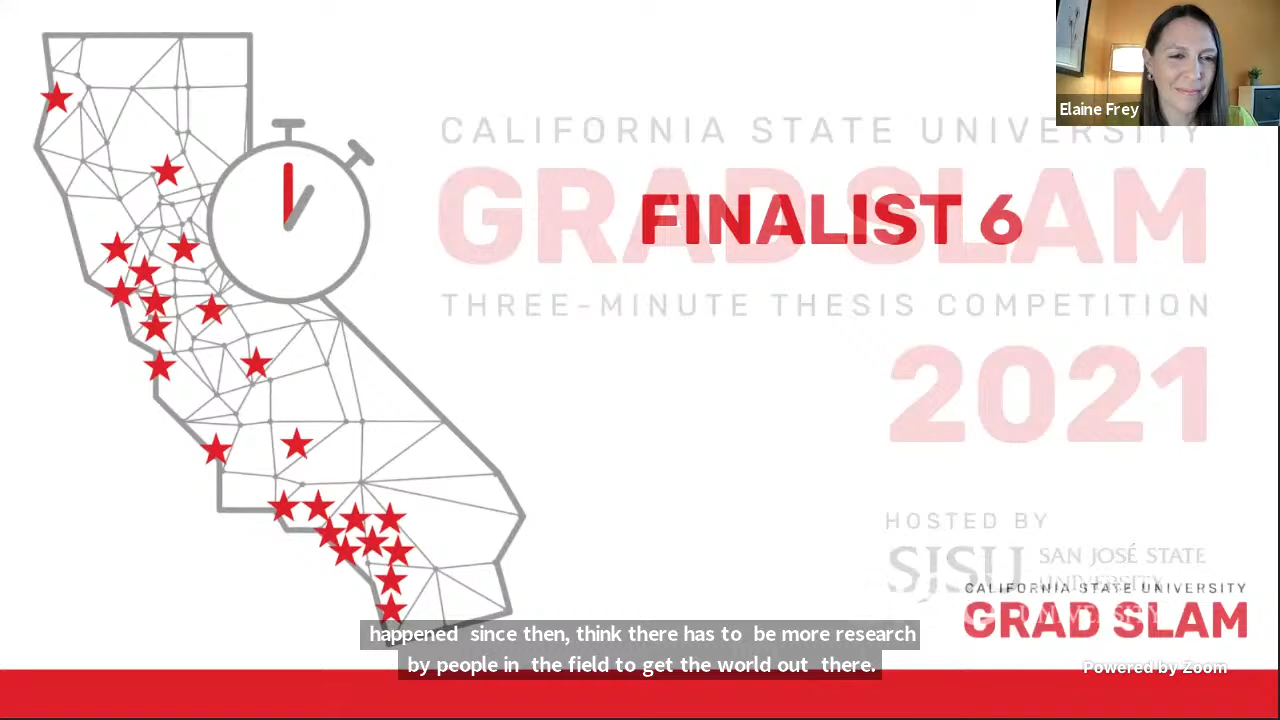 Elaine Frey
CALIFORNIA STATE UNIVERSITY
GRAD SLAM
FINALIST 6
THREE-MINUTE THESIS COMPETITION
2021
HOSTED BY
SJSU SAN JOSÉ STATE
UNIVERSITY
CALIFORNIA STATE UNIVERSITY
GRAD SLAM
happened since then, think there has to be more research
by people in the field to get the world out there.
Powered by Zoom